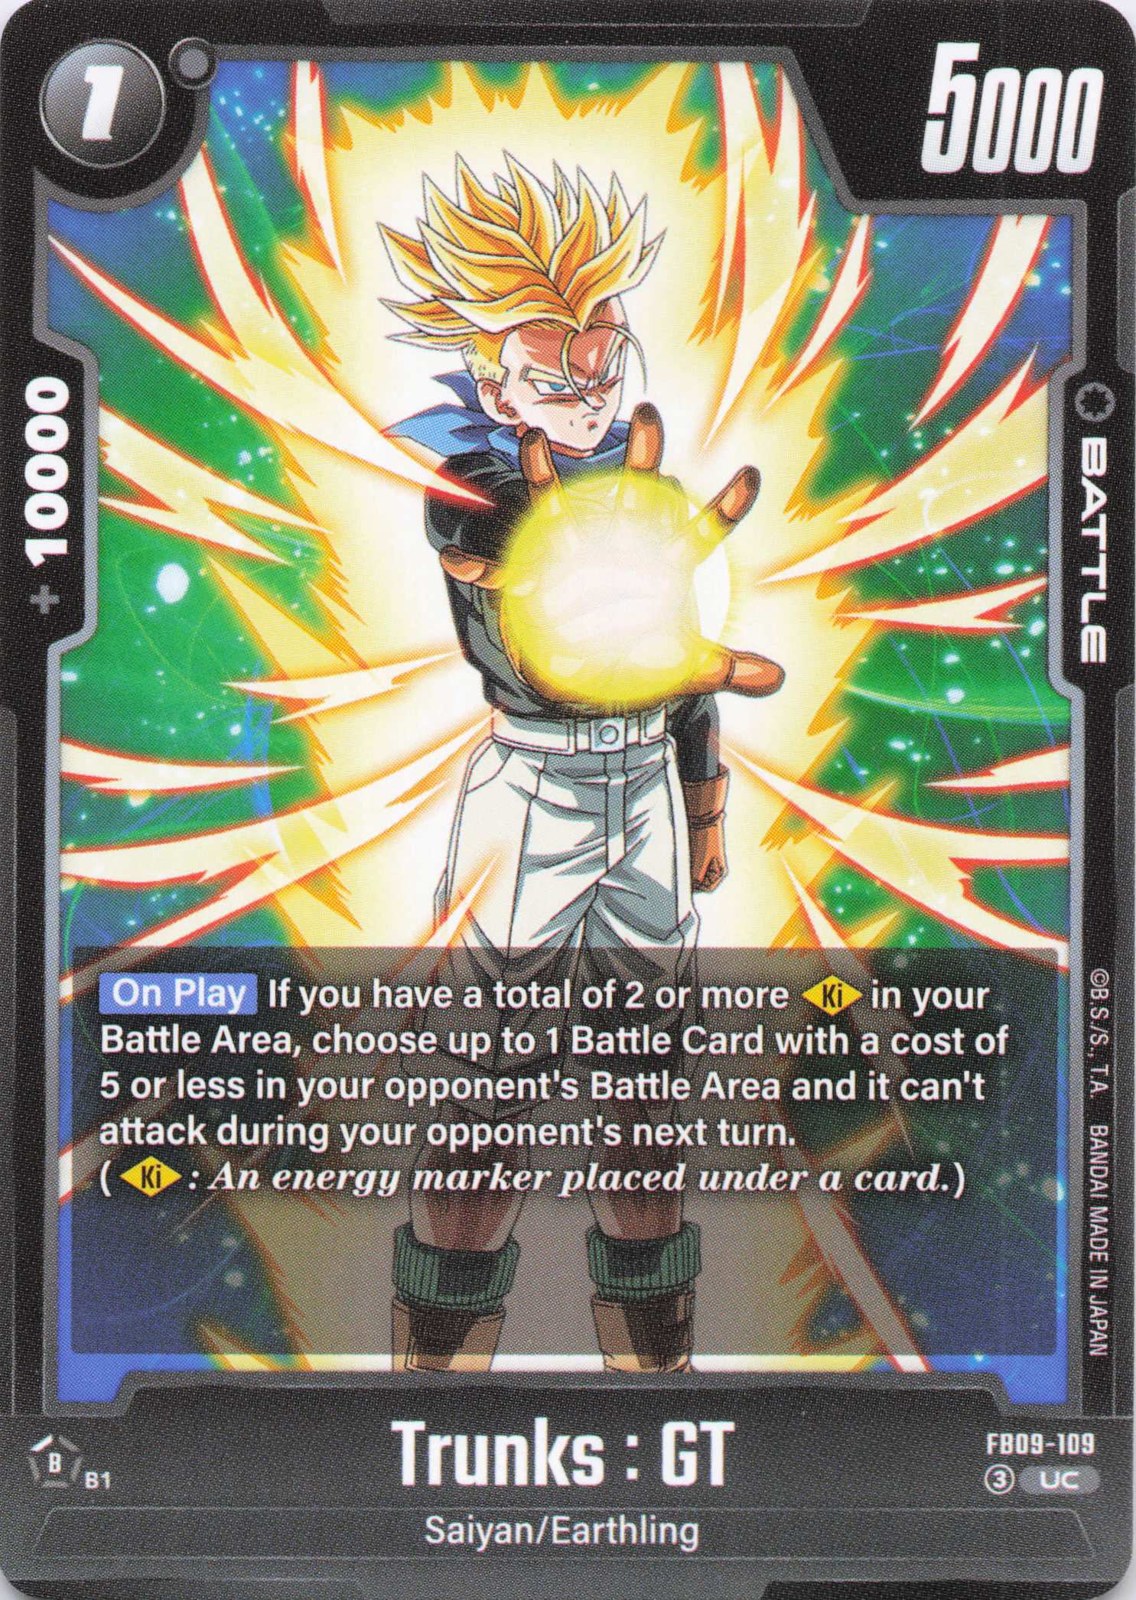 1
5000
+ 10000
BATTLE
On Play If you have a total of 2 or more Ki in your
Battle Area, choose up to 1 Battle Card with a cost of
5 or less in your opponent's Battle Area and it can't
attack during your opponent's next turn.
( Ki : An energy marker placed under a card.)
©B.S./S., T.A. BANDAI MADE IN JAPAN
B
B1
Trunks : GT
FB09-109
3 UC
Saiyan/Earthling